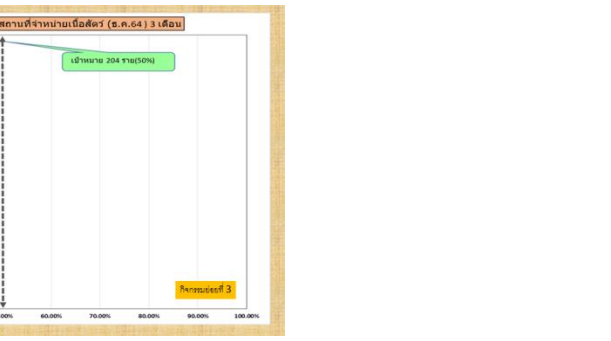 สถานที่จำหน่ายเนื้อสัตว์ (ธ.ค.64 ) 3 เดือน
เป้าหมาย 204 ราย(50%)
กิจกรรมย่อยที่ 3
00% 60.00% 70.00% 80.00% 90.00% 100.00%